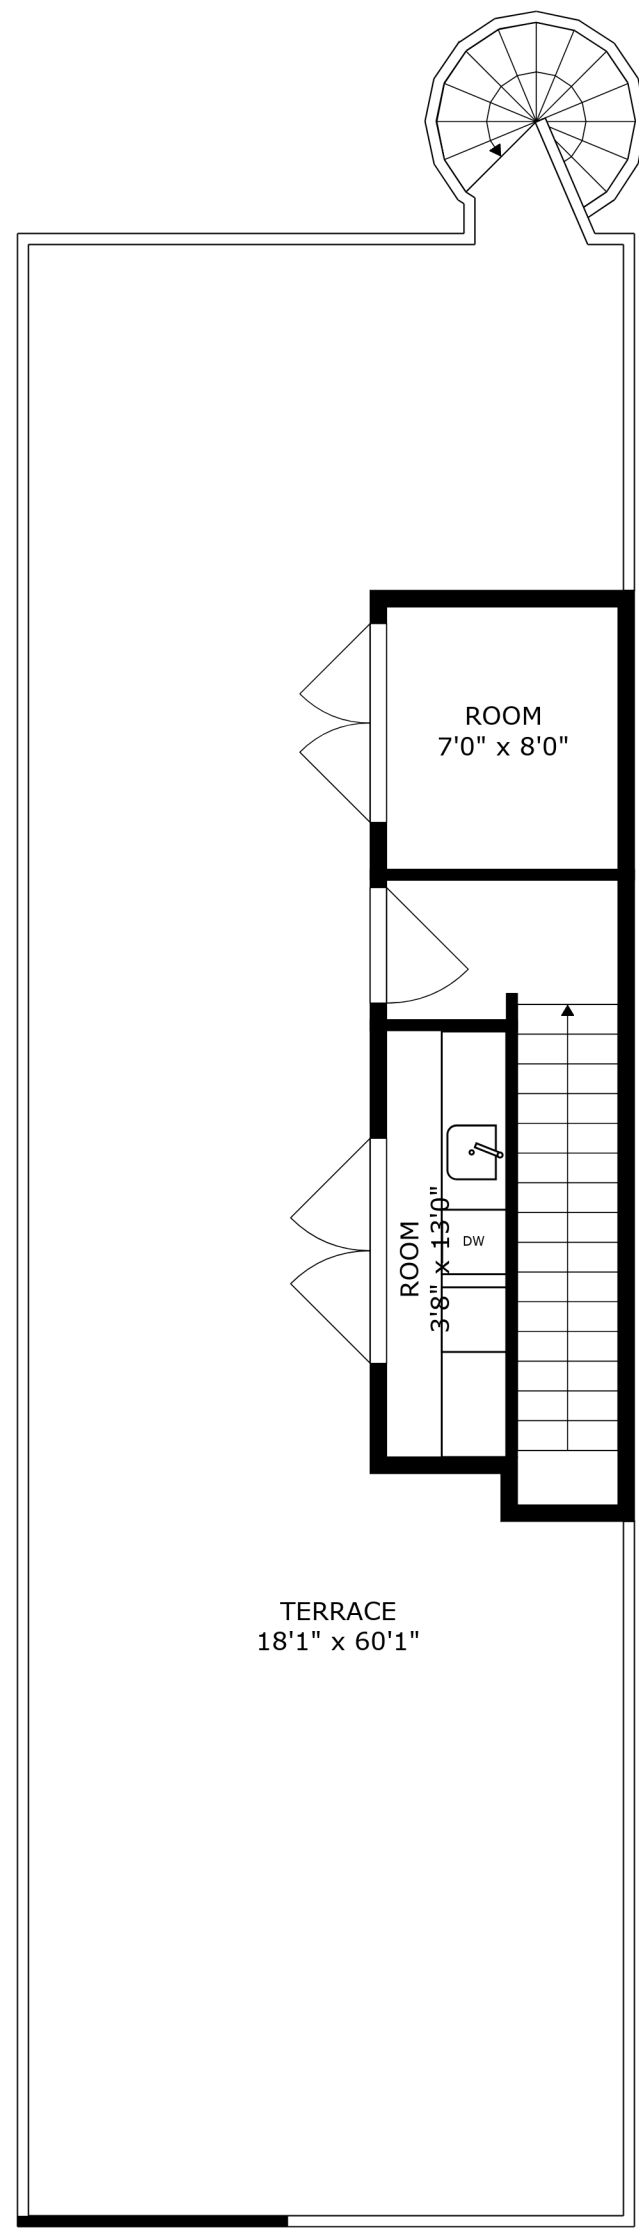 ROOM
7'0" x 8'0"
ROOM
3'8" x 13'0"
DW
TERRACE
18'1" x 60'1"